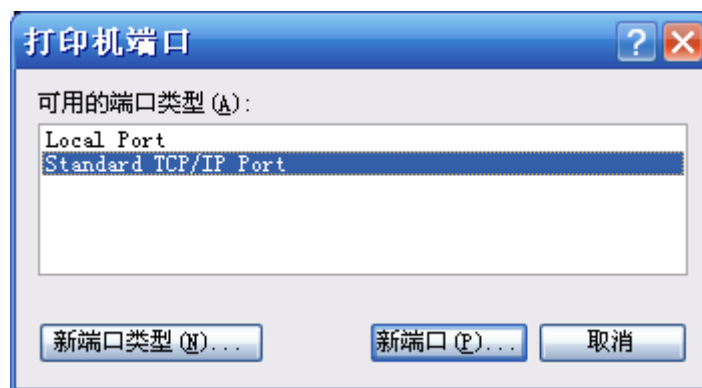 打印机端口
可用的端口类型(A):
Local Port
Standard TCP/IP Port
新端口类型(N)... 新端口(P)... 取消